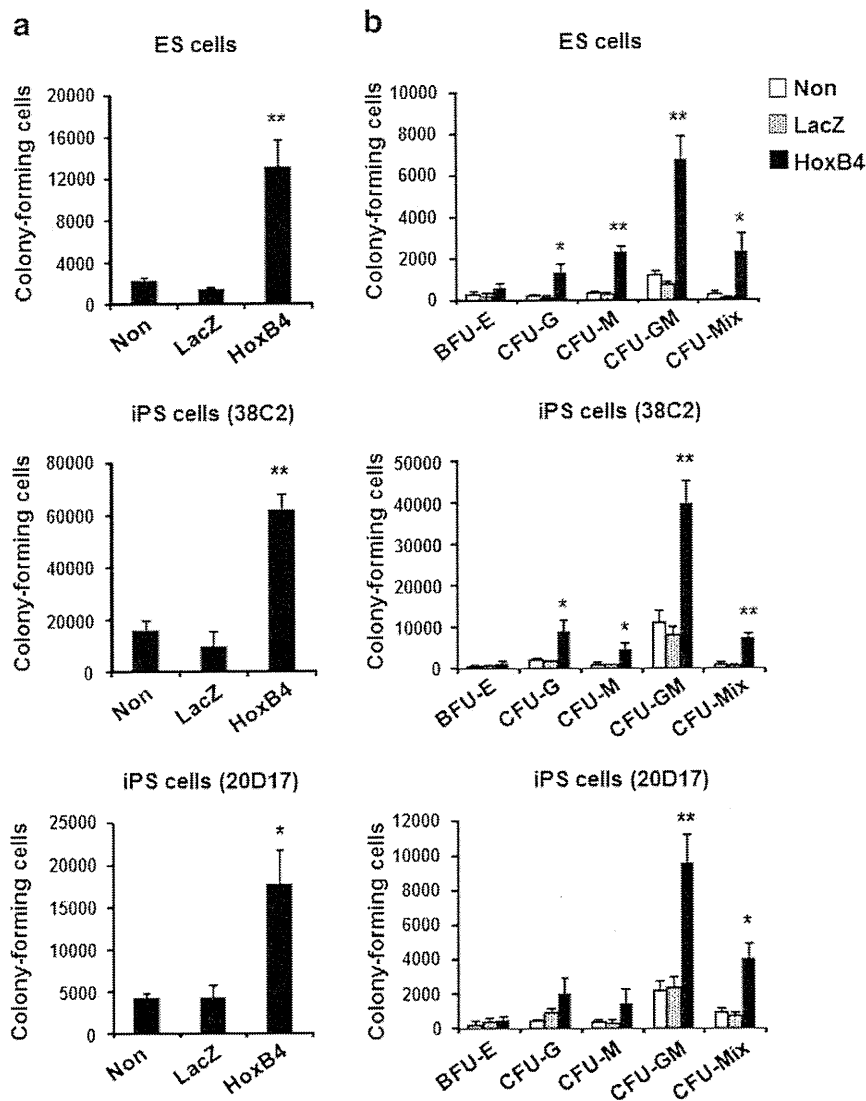 a
ES cells
Colony-forming cells
20000
16000
12000
8000
4000
0
**
Non
LacZ
HoxB4
iPS cells (38C2)
Colony-forming cells
80000
60000
40000
20000
0
**
Non
LacZ
HoxB4
iPS cells (20D17)
Colony-forming cells
25000
20000
15000
10000
5000
0
*
Non
LacZ
HoxB4
b
ES cells
Non
LacZ
HoxB4
Colony-forming cells
10000
8000
6000
4000
2000
0
*
**
**
*
BFU-E
CFU-G
CFU-M
CFU-GM
CFU-Mix
iPS cells (38C2)
Colony-forming cells
50000
40000
30000
20000
10000
0
*
*
**
**
BFU-E
CFU-G
CFU-M
CFU-GM
CFU-Mix
iPS cells (20D17)
Colony-forming cells
12000
10000
8000
6000
4000
2000
0
**
*
BFU-E
CFU-G
CFU-M
CFU-GM
CFU-Mix